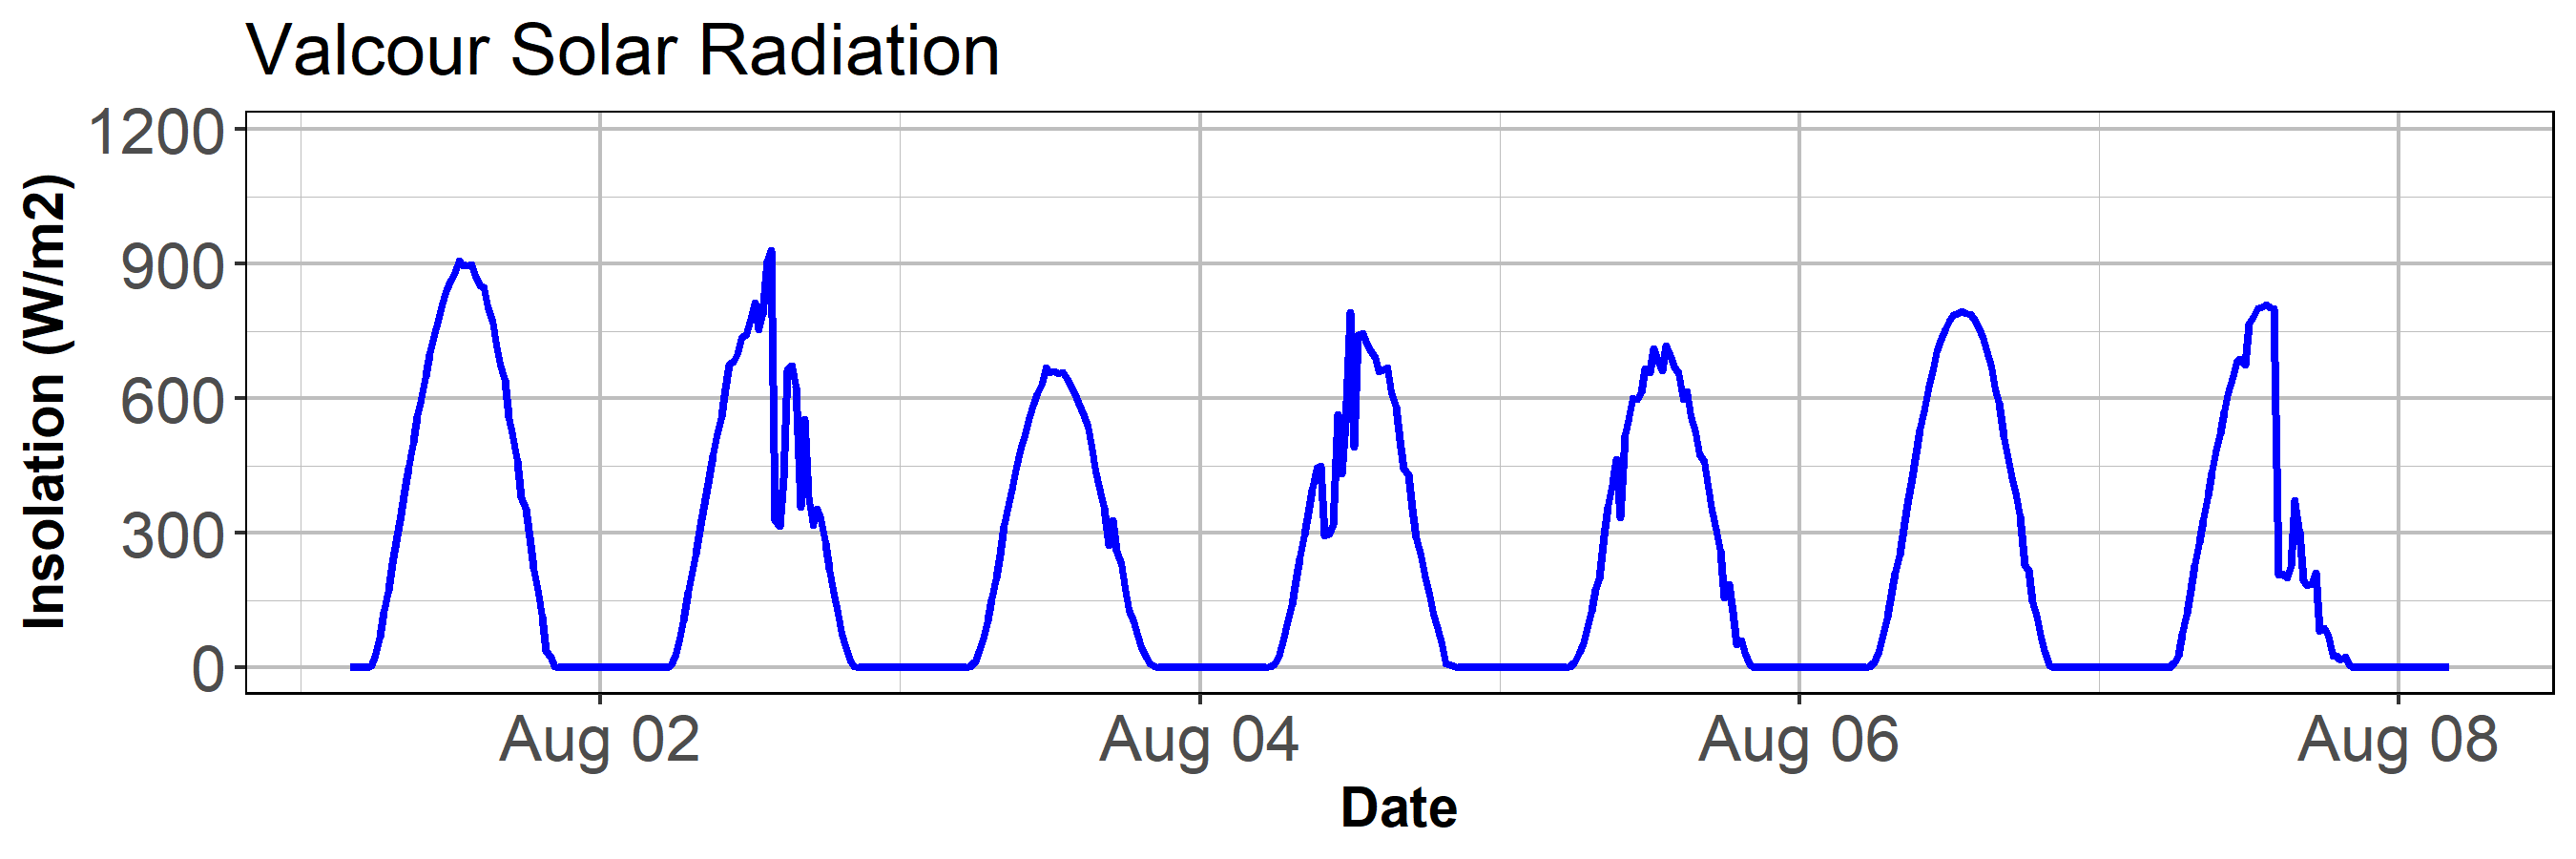 Valcour Solar Radiation
1200
900
600
300
0
Insolation (W/m2)
Aug 02 Aug 04 Aug 06 Aug 08
Date